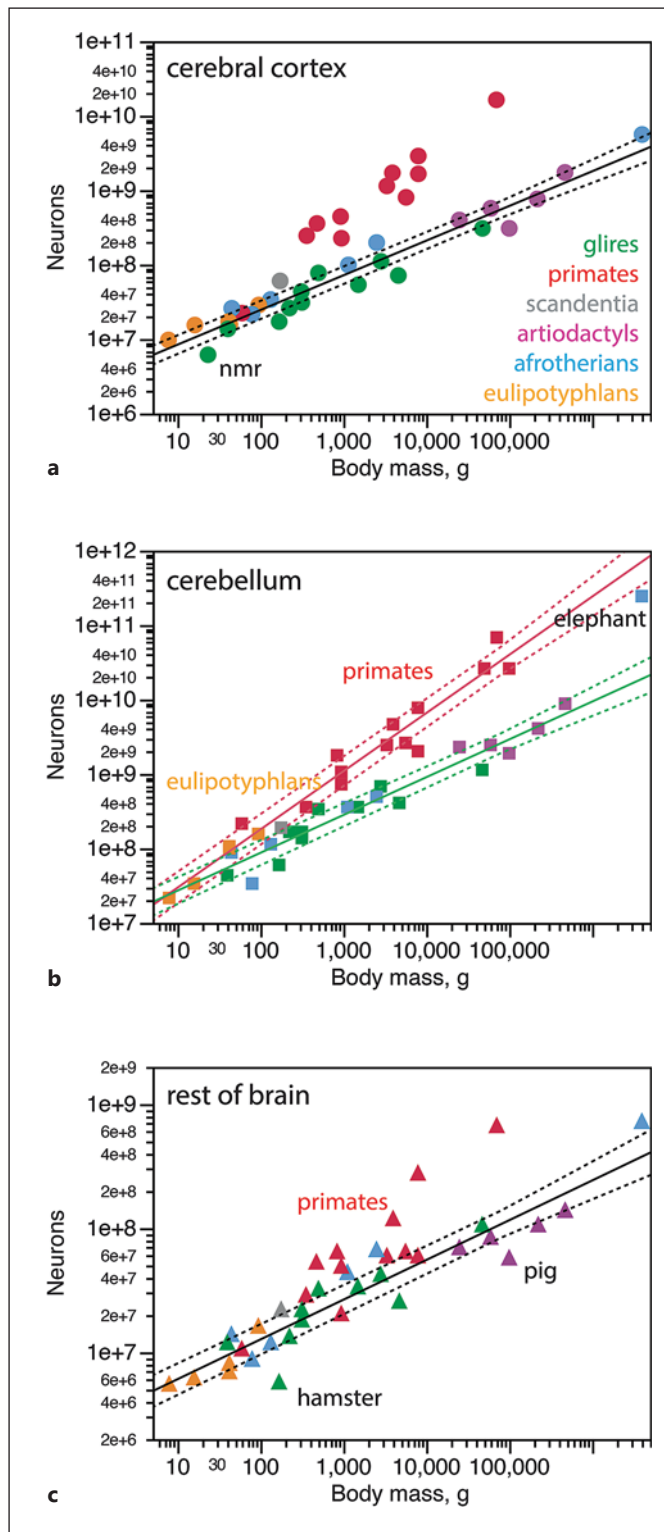 1e+11
4e+10
2e+10
1e+10
4e+9
2e+9
1e+9
4e+8
2e+8
1e+8
4e+7
2e+7
1e+7
4e+6
2e+6
1e+6
Neurons
cerebral cortex
glires
primates
scandentia
artiodactyls
afrotherians
eulipotyphlans
nmr
10 30 100 1,000 10,000 100,000
Body mass, g
a
1e+12
4e+11
2e+11
1e+11
4e+10
2e+10
1e+10
4e+9
2e+9
1e+9
4e+8
2e+8
1e+8
4e+7
2e+7
1e+7
Neurons
cerebellum
elephant
primates
eulipotyphlans
10 30 100 1,000 10,000 100,000
Body mass, g
b
2e+9
1e+9
6e+8
4e+8
2e+8
1e+8
6e+7
4e+7
2e+7
1e+7
6e+6
4e+6
2e+6
Neurons
rest of brain
primates
pig
hamster
10 30 100 1,000 10,000 100,000
Body mass, g
c